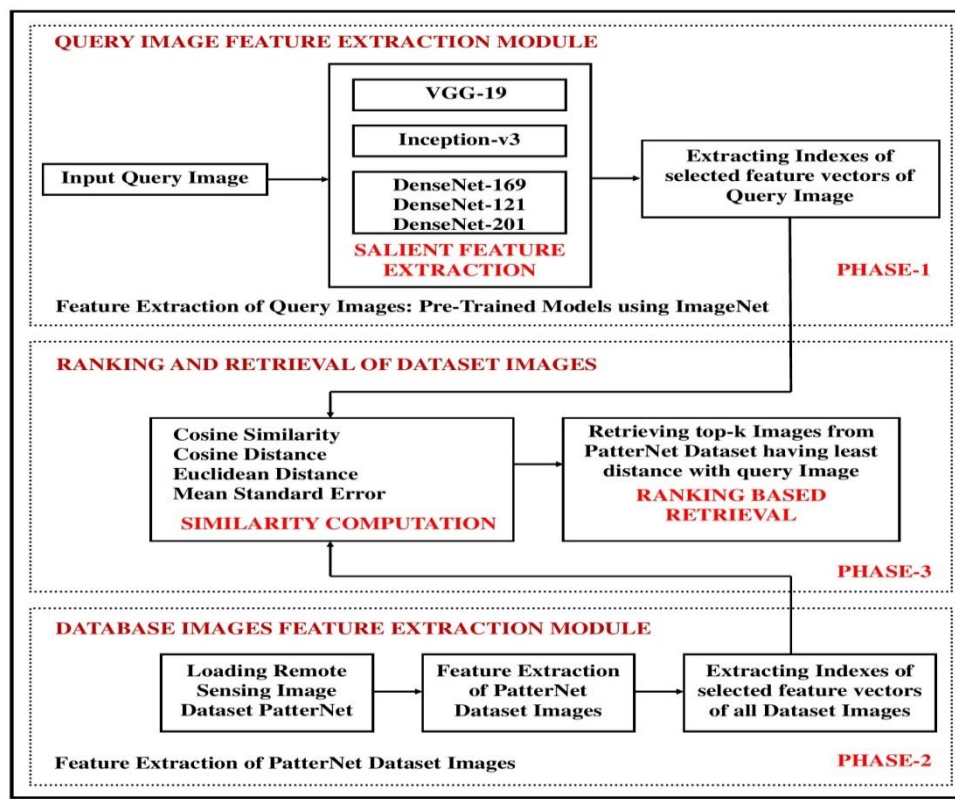 QUERY IMAGE FEATURE EXTRACTION MODULE
VGG-19
Inception-v3
Input Query Image
DenseNet-169
DenseNet-121
DenseNet-201
SALIENT FEATURE
EXTRACTION
Extracting Indexes of
selected feature vectors of
Query Image
PHASE-1
Feature Extraction of Query Images: Pre-Trained Models using ImageNet
RANKING AND RETRIEVAL OF DATASET IMAGES
Cosine Similarity
Cosine Distance
Euclidean Distance
Mean Standard Error
SIMILARITY COMPUTATION
Retrieving top-k Images from
PatterNet Dataset having least
distance with query Image
RANKING BASED
RETRIEVAL
PHASE-3
DATABASE IMAGES FEATURE EXTRACTION MODULE
Loading Remote
Sensing Image
Dataset PatterNet
Feature Extraction
of PatterNet
Dataset Images
Extracting Indexes of
selected feature vectors
of all Dataset Images
PHASE-2
Feature Extraction of PatterNet Dataset Images